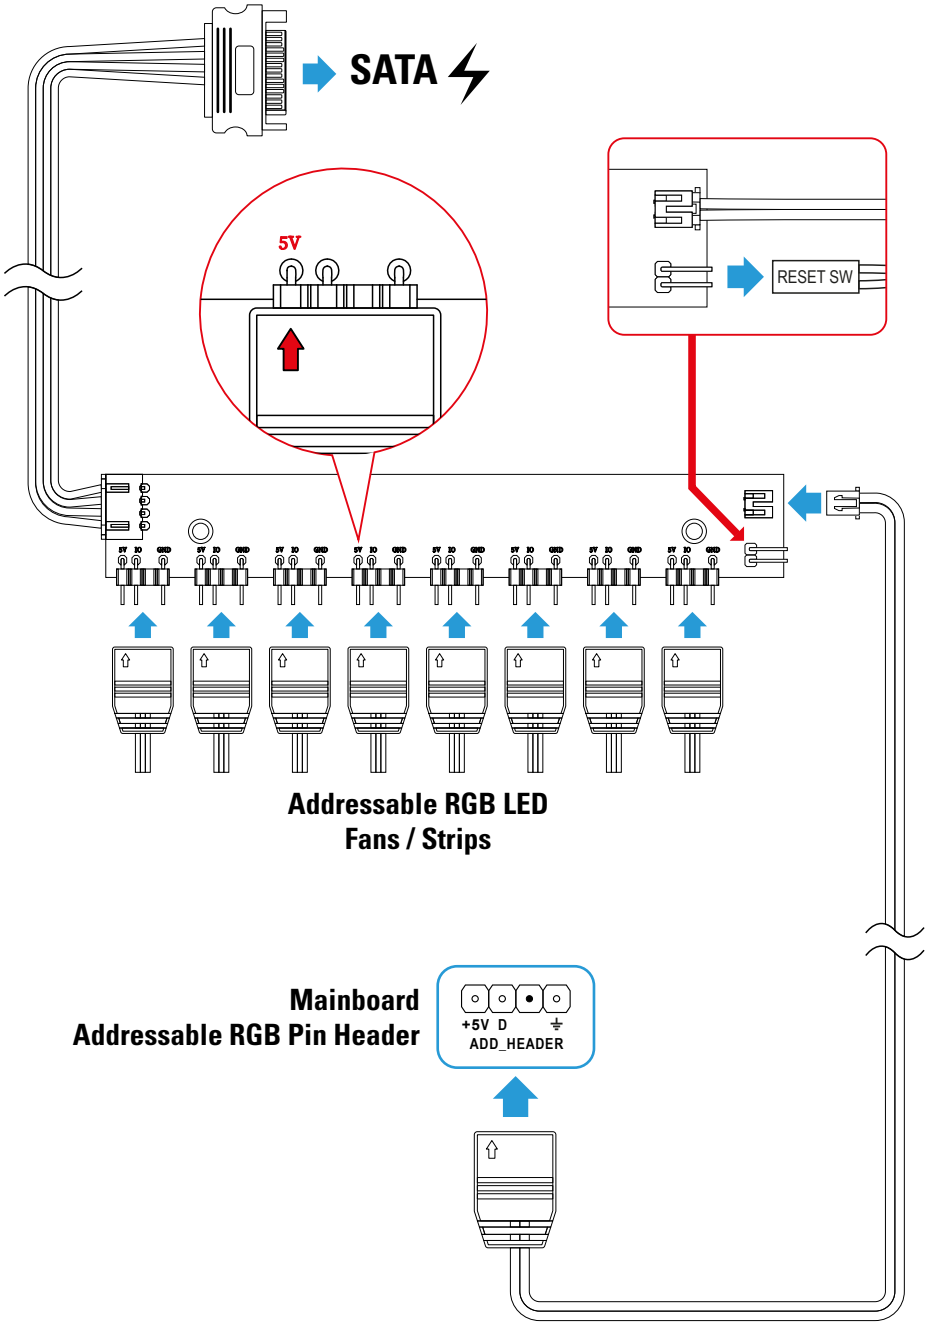 SATA
5V
RESET SW
5V IO GND
5V IO GND
5V IO GND
5V IO GND
5V IO GND
5V IO GND
5V IO GND
5V IO GND
Addressable RGB LED
Fans / Strips
Mainboard
Addressable RGB Pin Header
+5V D
ADD_HEADER